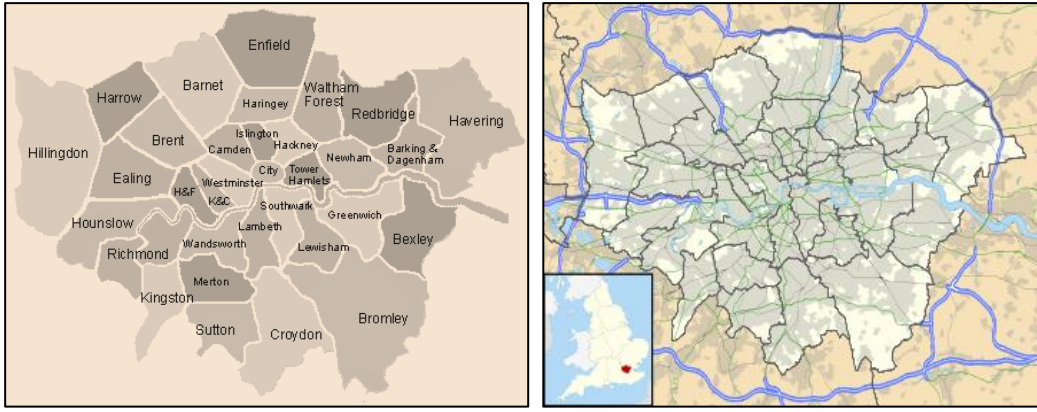 Enfield
Barnet
Waltham
Forest
Harrow
Haringey
Redbridge
Havering
Brent
Islington
Camden
Hackney
Hillingdon
Newham
Barking &
Dagenham
Ealing
Westminster
City
Tower
Hamlets
H&F
K&C
Southwark
Hounslow
Greenwich
Lambeth
Bexley
Richmond
Wandsworth
Lewisham
Merton
Kingston
Bromley
Sutton
Croydon